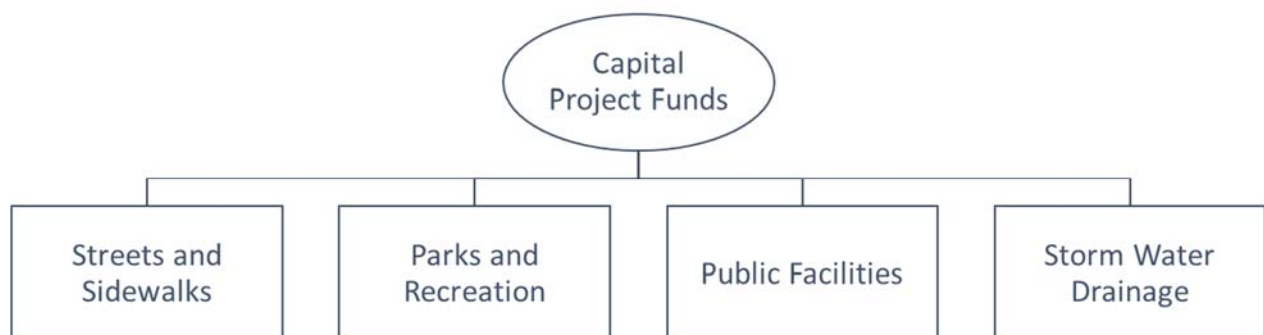 Capital
Project Funds
Streets and
Sidewalks
Parks and
Recreation
Public Facilities
Storm Water
Drainage